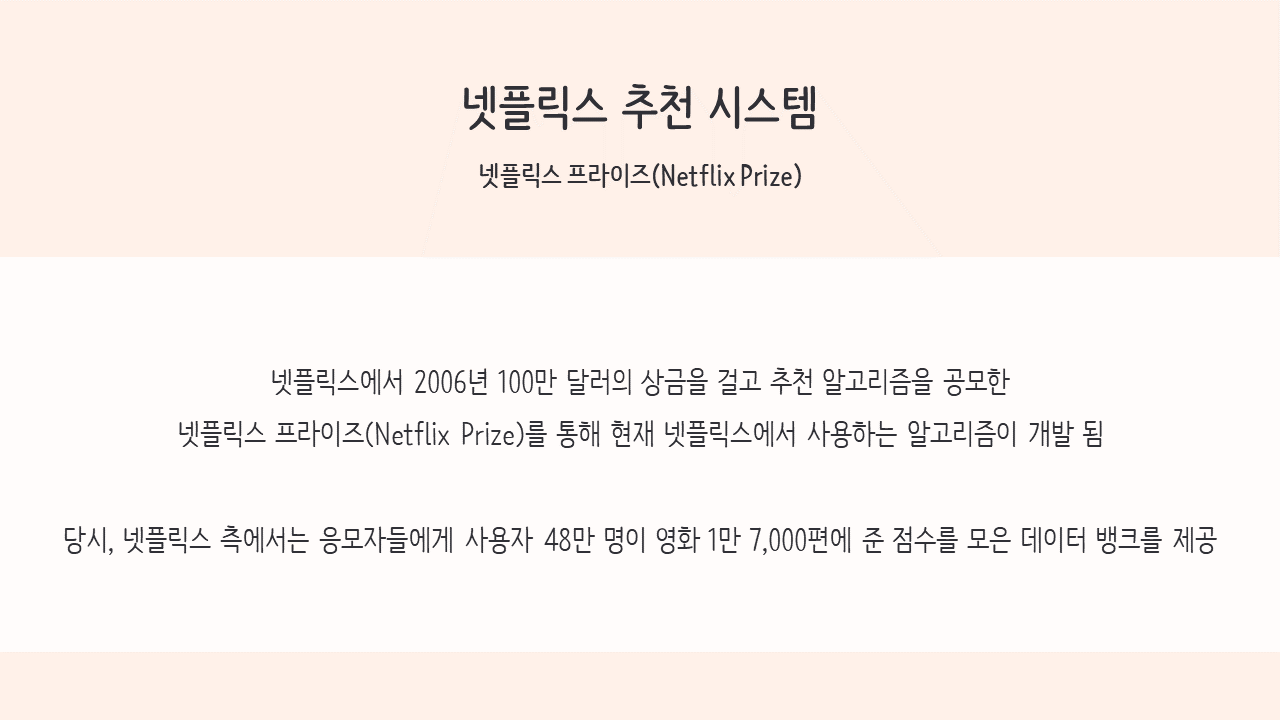 넷플릭스 추천 시스템
넷플릭스 프라이즈(Netflix Prize)
넷플릭스에서 2006년 100만 달러의 상금을 걸고 추천 알고리즘을 공모한
넷플릭스 프라이즈(Netflix Prize)를 통해 현재 넷플릭스에서 사용하는 알고리즘이 개발 됨
당시, 넷플릭스 측에서는 응모자들에게 사용자 48만 명이 영화 1만 7,000편에 준 점수를 모은 데이터 뱅크를 제공